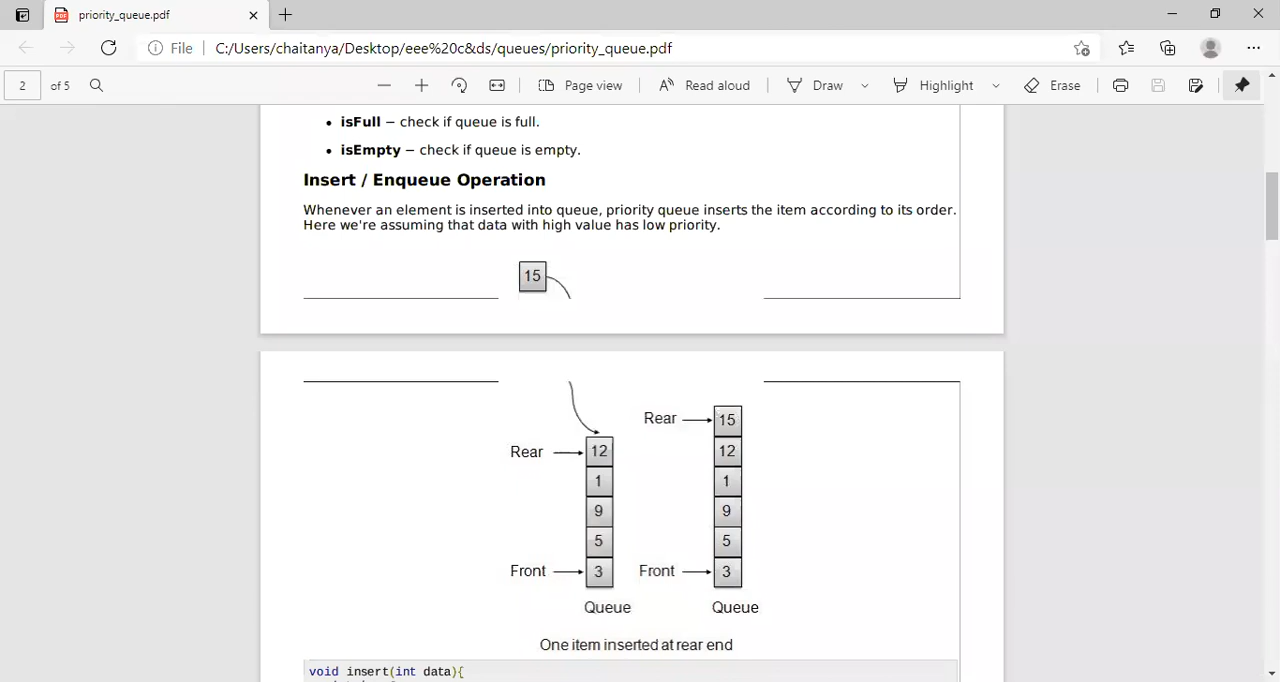 priority_queue.pdf
File
C:/Users/chaitanya/Desktop/eee%20c&ds/queues/priority_queue.pdf
2 of 5
Page view
Read aloud
Draw
Highlight
Erase
• isFull – check if queue is full.
• isEmpty – check if queue is empty.
Insert / Enqueue Operation
Whenever an element is inserted into queue, priority queue inserts the item according to its order.
Here we're assuming that data with high value has low priority.
15
Rear 15
Rear 12 12
1 1
9 9
5 5
Front 3 Front 3
Queue Queue
One item inserted at rear end
void insert(int data){